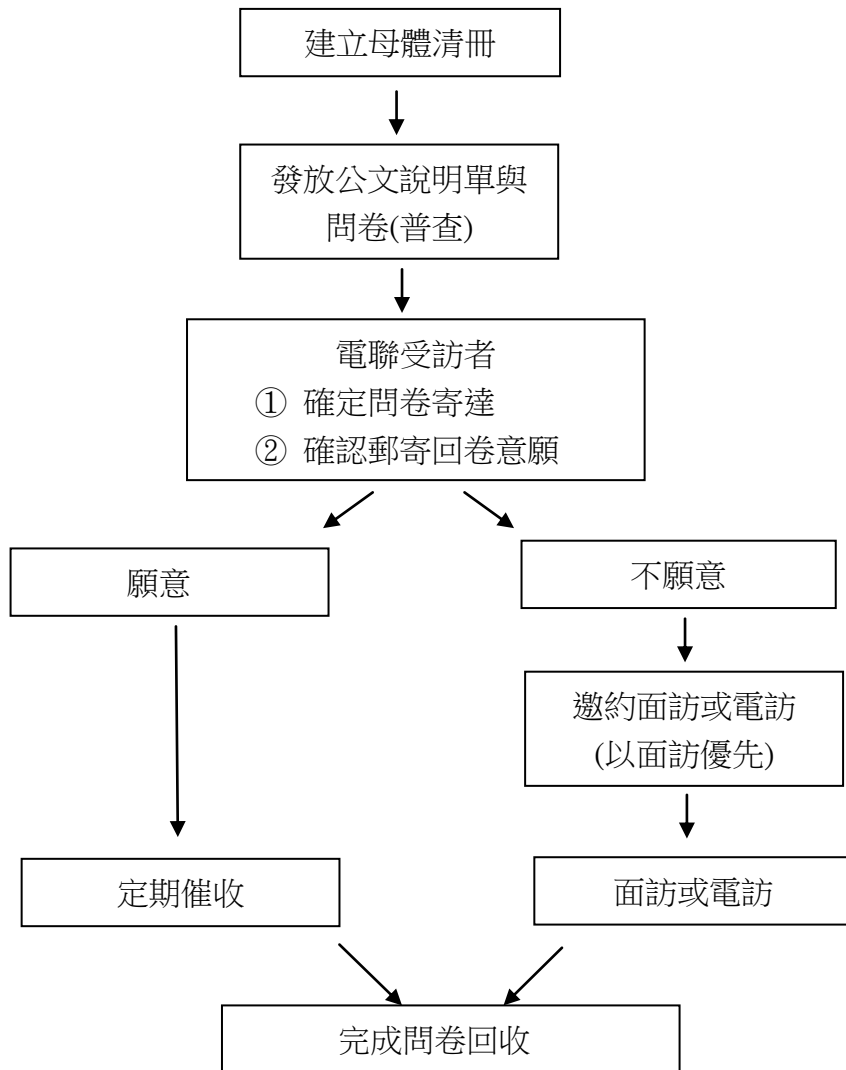 建立母體清冊
發放公文說明單與
問卷(普查)
電聯受訪者
① 確定問卷寄達
② 確認郵寄回卷意願
願意
不願意
邀約面訪或電訪
(以面訪優先)
定期催收
面訪或電訪
完成問卷回收